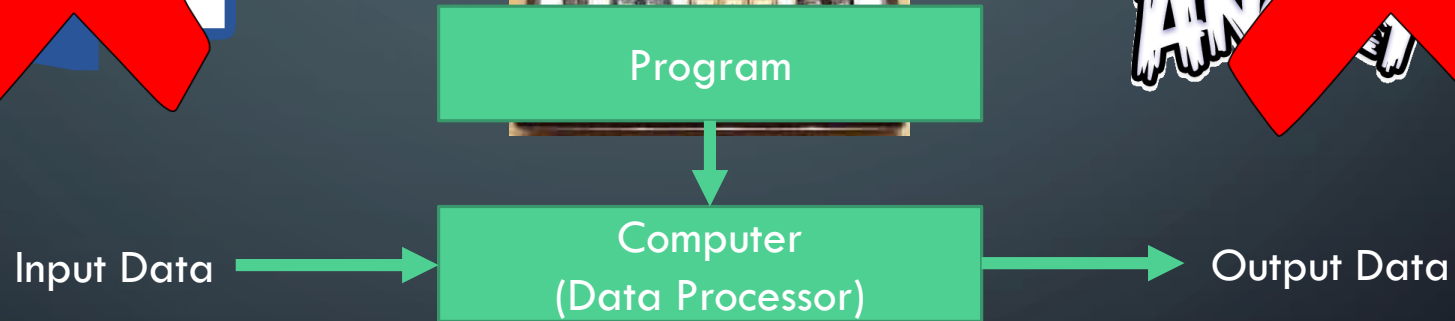 Program
Computer
Input Data
(Data Processor)
Output Data